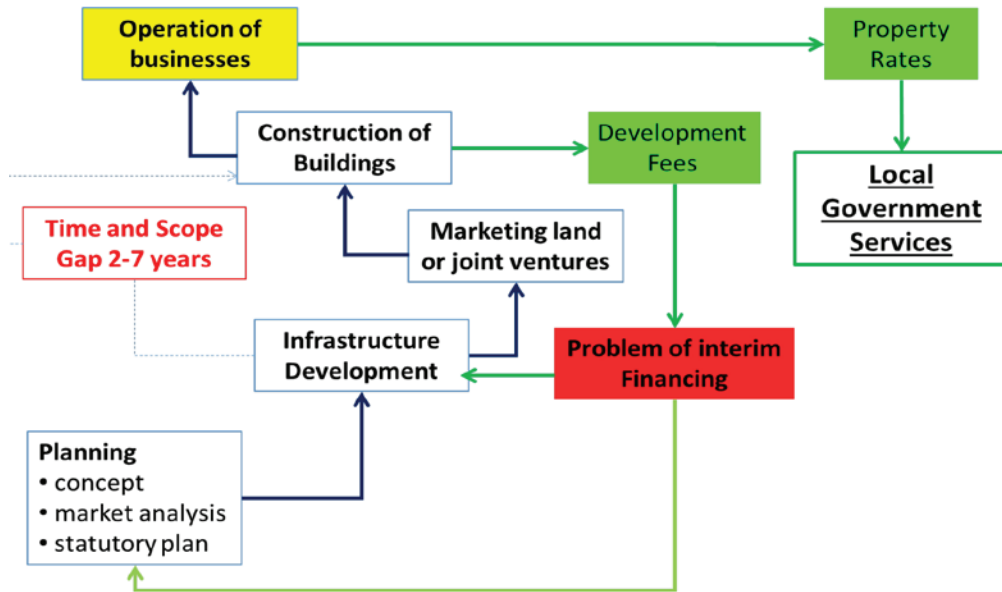 Operation of
businesses
Property
Rates
Construction of
Buildings
Development
Fees
Local
Government
Services
Time and Scope
Gap 2-7 years
Marketing land
or joint ventures
Infrastructure
Development
Problem of interim
Financing
Planning
• concept
• market analysis
• statutory plan